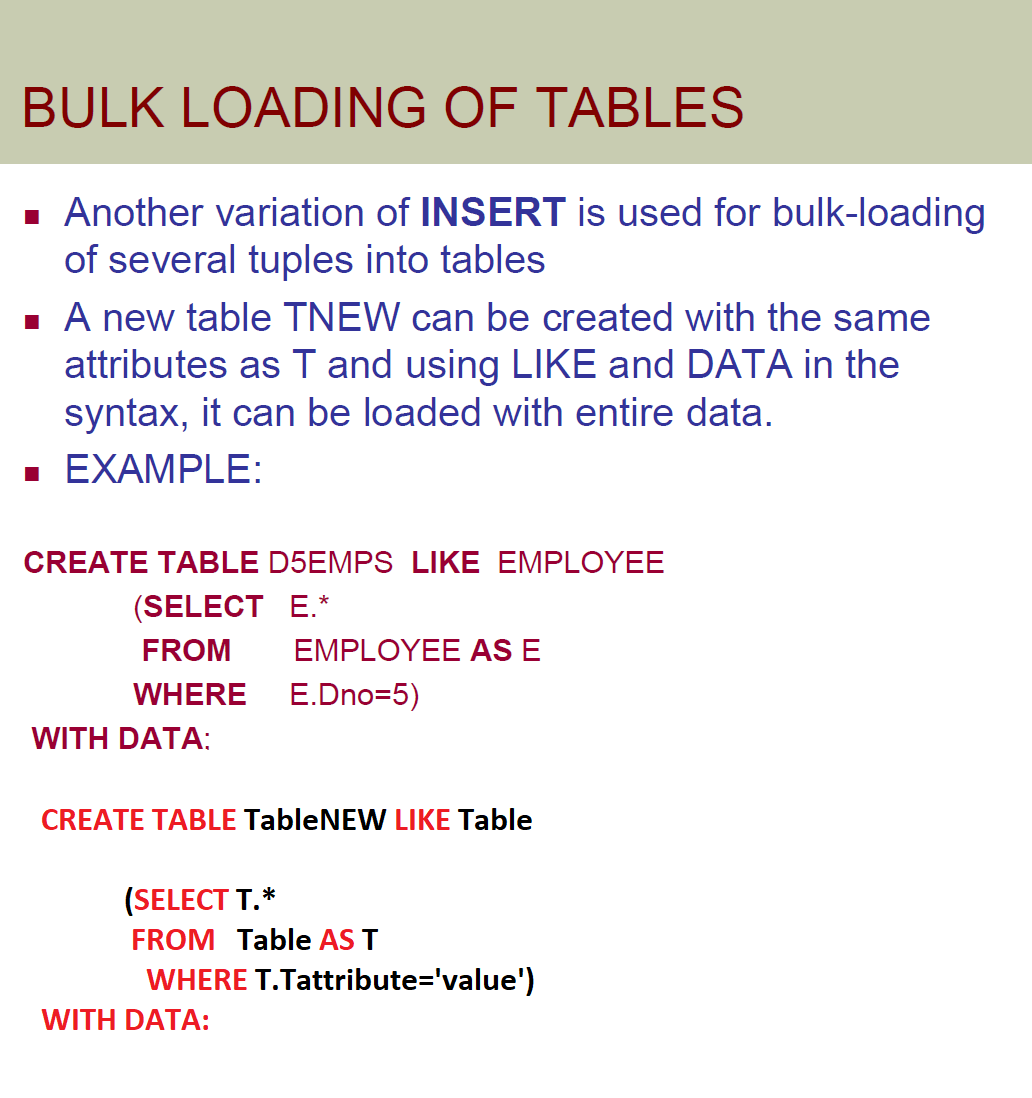 BULK LOADING OF TABLES
Another variation of INSERT is used for bulk-loading
of several tuples into tables
A new table TNEW can be created with the same
attributes as T and using LIKE and DATA in the
syntax, it can be loaded with entire data.
EXAMPLE:
CREATE TABLE D5EMPS LIKE EMPLOYEE
(SELECT E.*
FROM EMPLOYEE AS E
WHERE E.Dno=5)
WITH DATA;
CREATE TABLE TableNEW LIKE Table
(SELECT T.*
FROM Table AS T
WHERE T.Tattribute='value')
WITH DATA: